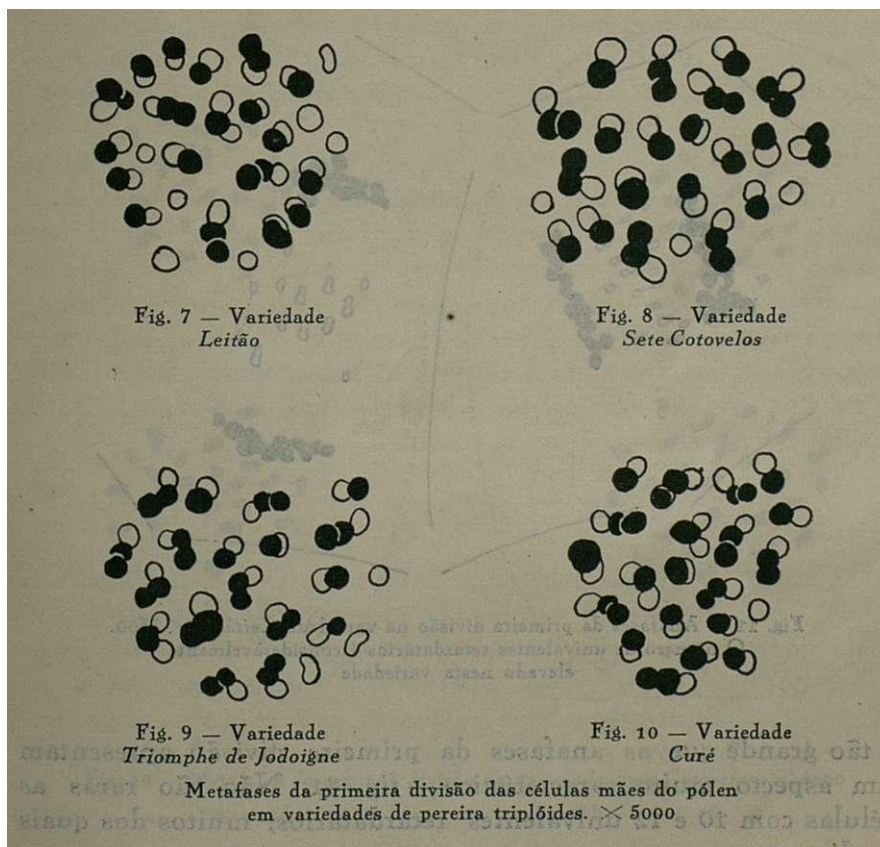 Fig. 7 — Variedade
Leitão
Fig. 8 — Variedade
Sete Cotovelos
Fig. 9 — Variedade
Triomphe de Jodoigne
Fig. 10 — Variedade
Curé
Metafases da primeira divisão das células mães do pólen
em variedades de pereira triplóides. × 5000